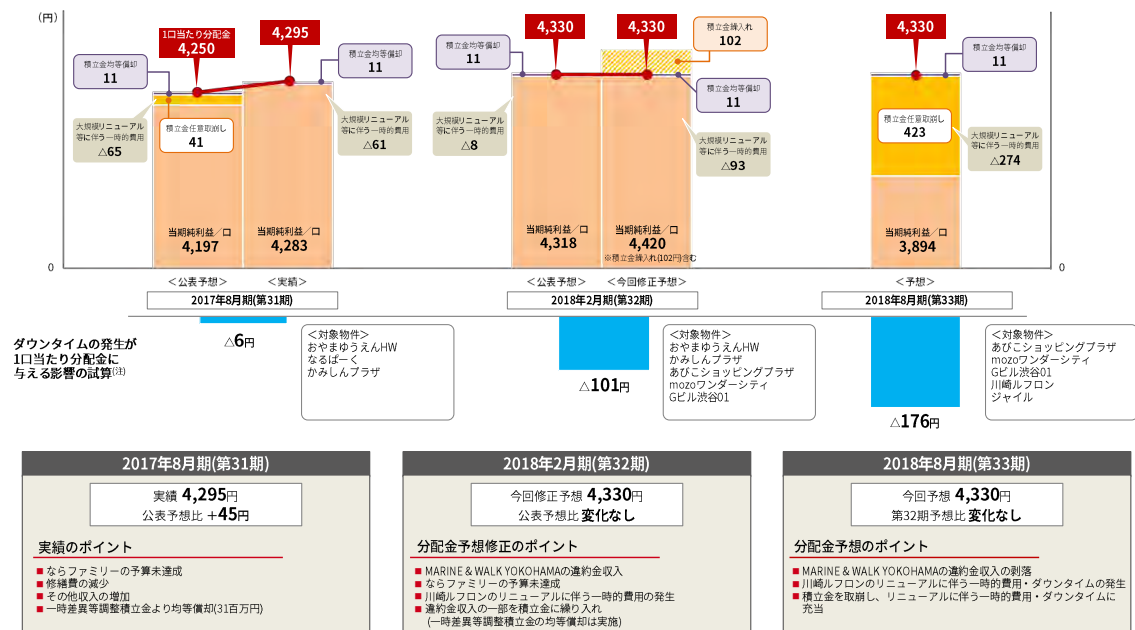 (円)
1口当たり分配金
4,250
4,295
積立金均等償却
11
積立金均等償却
11
大規模リニューアル
等に伴う一時的費用
△65
積立金任意取崩し
41
大規模リニューアル
等に伴う一時的費用
△61
当期純利益／口
4,197
当期純利益／口
4,283
4,330
4,330
積立金繰入れ
102
積立金均等償却
11
積立金均等償却
11
大規模リニューアル
等に伴う一時的費用
△8
大規模リニューアル
等に伴う一時的費用
△93
当期純利益／口
4,318
当期純利益／口
4,420
※積立金繰入れ(102円)含む
4,330
積立金均等償却
11
積立金任意取崩し
423
大規模リニューアル
等に伴う一時的費用
△274
当期純利益／口
3,894
0
0
＜公表予想＞
＜実績＞
＜公表予想＞
＜今回修正予想＞
＜予想＞
2017年8月期(第31期)
2018年2月期(第32期)
2018年8月期(第33期)
ダウンタイムの発生が
1口当たり分配金に
与える影響の試算(注)
△6円
＜対象物件＞
おやまゆうえんHW
なるぱーく
かみしんプラザ
△101円
＜対象物件＞
おやまゆうえんHW
かみしんプラザ
あびこショッピングプラザ
mozoワンダーシティ
Gビル渋谷01
△176円
＜対象物件＞
あびこショッピングプラザ
mozoワンダーシティ
Gビル渋谷01
川崎ルフロン
ジャイル
2017年8月期(第31期)
実績 4,295円
公表予想比 +45円
実績のポイント
■ ならファミリーの予算未達成
■ 修繕費の減少
■ その他収入の増加
■ 一時差異等調整積立金より均等償却(31百万円)
2018年2月期(第32期)
今回修正予想 4,330円
公表予想比 変化なし
分配金予想修正のポイント
■ MARINE & WALK YOKOHAMAの違約金収入
■ ならファミリーの予算未達成
■ 川崎ルフロンのリニューアルに伴う一時的費用の発生
■ 違約金収入の一部を積立金に繰り入れ
(一時差異等調整積立金の均等償却は実施)
2018年8月期(第33期)
今回予想 4,330円
第32期予想比 変化なし
分配金予想のポイント
■ MARINE & WALK YOKOHAMAの違約金収入の剥落
■ 川崎ルフロンのリニューアルに伴う一時的費用・ダウンタイムの発生
■ 積立金を取崩し、リニューアルに伴う一時的費用・ダウンタイムに
充当